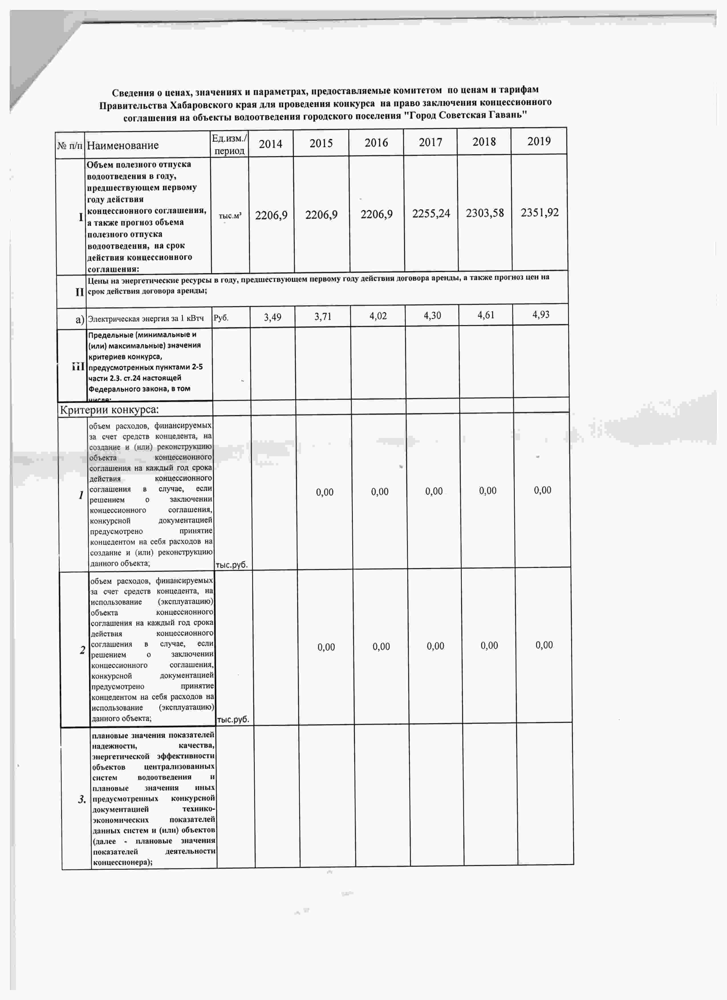 Сведения о ценах, значениях и параметрах, предоставляемые комитетом по ценам и тарифам
Правительства Хабаровского края для проведения конкурса на право заключения концессионного
соглашения на объекты водоотведения городского поселения "Город Советская Гавань"
№ п/п Наименование Ед.изм./ период 2014 2015 2016 2017 2018 2019
Объем полезного отпуска
водоотведения в году,
предшествующем первому
году действия
концессионного соглашения,
I а также прогноз объема тыс.м³ 2206,9 2206,9 2206,9 2255,24 2303,58 2351,92
полезного отпуска
водоотведения, на срок
действия концессионного
соглашения:
Цены на энергетические ресурсы в году, предшествующем первому году действия договора аренды, а также прогноз цен на
II срок действия договора аренды;
а) Электрическая энергия за 1 кВтч Руб. 3,49 3,71 4,02 4,30 4,61 4,93
Предельные (минимальные и
(или) максимальные) значения
критериев конкурса,
III предусмотренных пунктами 2-5
части 2.3. ст.24 настоящей
Федерального закона, в том
числе:
Критерии конкурса:
объем расходов, финансируемых
за счет средств концедента, на
создание и (или) реконструкцию
объекта концессионного
соглашения на каждый год срока
действия концессионного
соглашения в случае, если
1 решением о заключении 0,00 0,00 0,00 0,00 0,00
концессионного соглашения,
конкурсной документацией
предусмотрено принятие
концедентом на себя расходов на
создание и (или) реконструкцию
данного объекта; тыс.руб.
объем расходов, финансируемых
за счет средств концедента, на
использование (эксплуатацию)
объекта концессионного
соглашения на каждый год срока
действия концессионного
соглашения в случае, если
2 решением о заключении 0,00 0,00 0,00 0,00 0,00
концессионного соглашения,
конкурсной документацией
предусмотрено принятие
концедентом на себя расходов на
использование (эксплуатацию)
данного объекта; тыс.руб.
плановые значения показателей
надежности, качества,
энергетической эффективности
объектов централизованных
систем водоотведения и
плановые значения иных
3. предусмотренных конкурсной
документацией технико-
экономических показателей
данных систем и (или) объектов
(далее - плановые значения
показателей деятельности
концессионера);